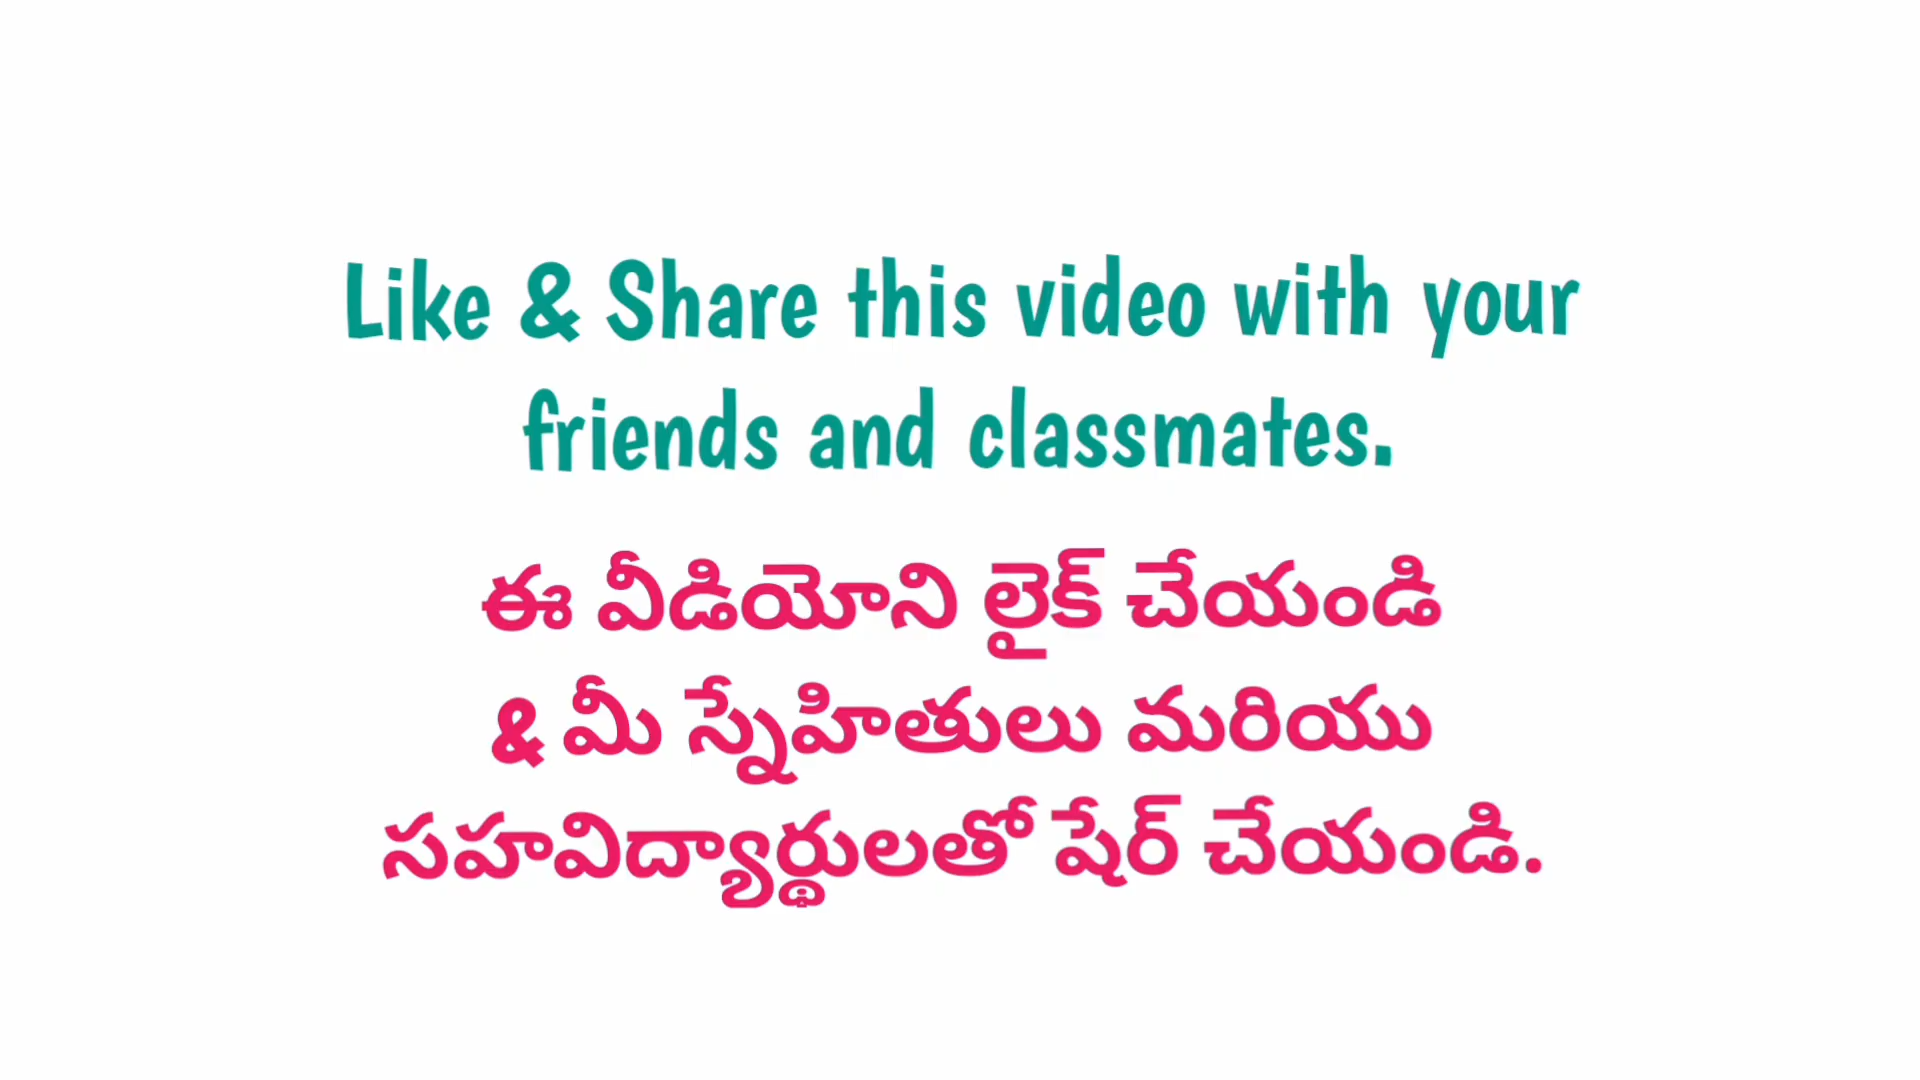 Like & Share this video with your
friends and classmates.
ఈ వీడియోని లైక్ చేయండి
& మీ స్నేహితులు మరియు
సహవిద్యార్థులతో షేర్ చేయండి.